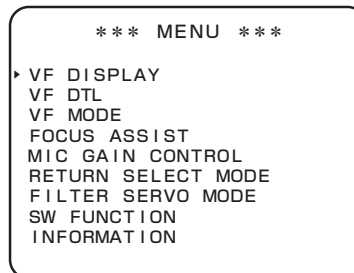 *** MENU ***
VF DISPLAY
VF DTL
VF MODE
FOCUS ASSIST
MIC GAIN CONTROL
RETURN SELECT MODE
FILTER SERVO MODE
SW FUNCTION
INFORMATION